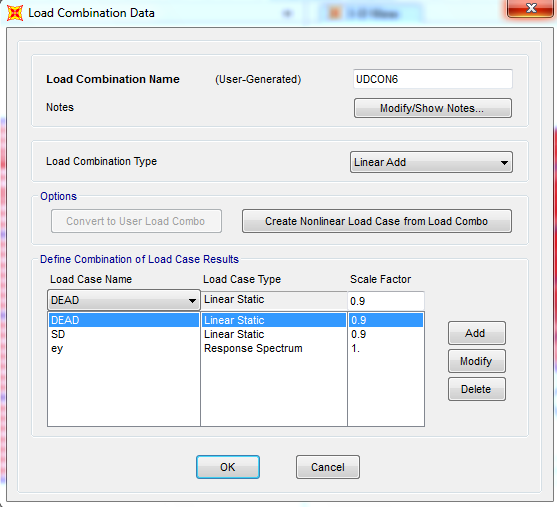 Load Combination Data
Load Combination Name (User-Generated) UDCON6
Notes Modify/Show Notes...
Load Combination Type Linear Add
Options
Convert to User Load Combo Create Nonlinear Load Case from Load Combo
Define Combination of Load Case Results
Load Case Name Load Case Type Scale Factor
DEAD Linear Static 0.9
DEAD Linear Static 0.9
SD Linear Static 0.9
ey Response Spectrum 1.
Add
Modify
Delete
OK Cancel